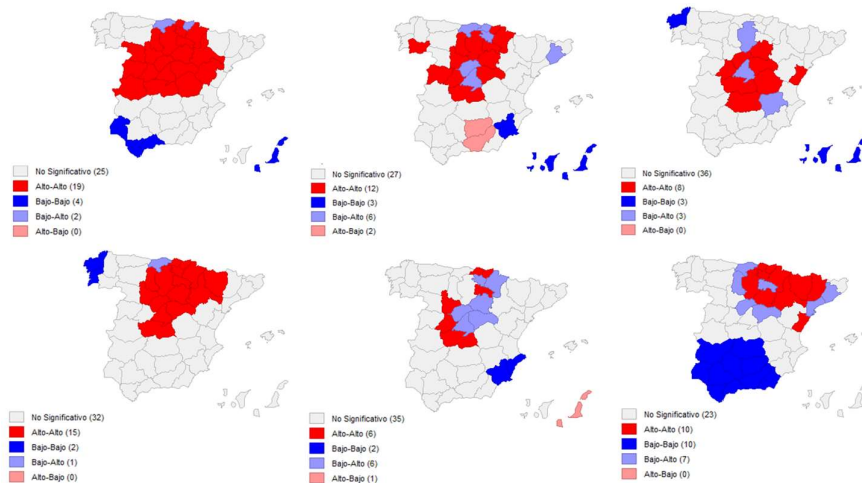 No Significativo (25)
Alto-Alto (19)
Bajo-Bajo (4)
Bajo-Alto (2)
Alto-Bajo (0)
No Significativo (27)
Alto-Alto (12)
Bajo-Bajo (3)
Bajo-Alto (6)
Alto-Bajo (2)
No Significativo (36)
Alto-Alto (8)
Bajo-Bajo (3)
Bajo-Alto (3)
Alto-Bajo (0)
No Significativo (32)
Alto-Alto (15)
Bajo-Bajo (2)
Bajo-Alto (1)
Alto-Bajo (0)
No Significativo (35)
Alto-Alto (6)
Bajo-Bajo (2)
Bajo-Alto (6)
Alto-Bajo (1)
No Significativo (23)
Alto-Alto (10)
Bajo-Bajo (10)
Bajo-Alto (7)
Alto-Bajo (0)